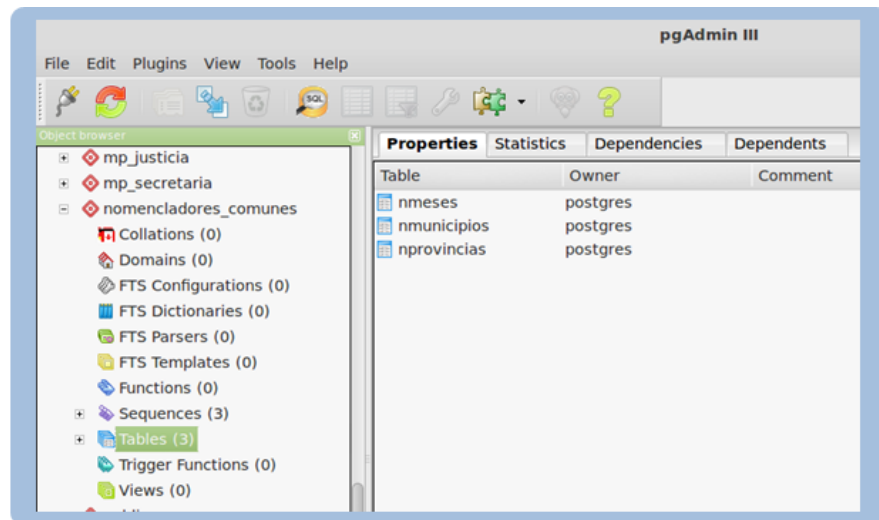 pgAdmin III
File Edit Plugins View Tools Help
SQL
Object browser
mp_justicia
mp_secretaria
nomencladores_comunes
Collations (0)
Domains (0)
FTS Configurations (0)
FTS Dictionaries (0)
FTS Parsers (0)
FTS Templates (0)
Functions (0)
Sequences (3)
Tables (3)
Trigger Functions (0)
Views (0)
Properties Statistics Dependencies Dependents
Table Owner Comment
nmeses postgres
nmunicipios postgres
nprovincias postgres